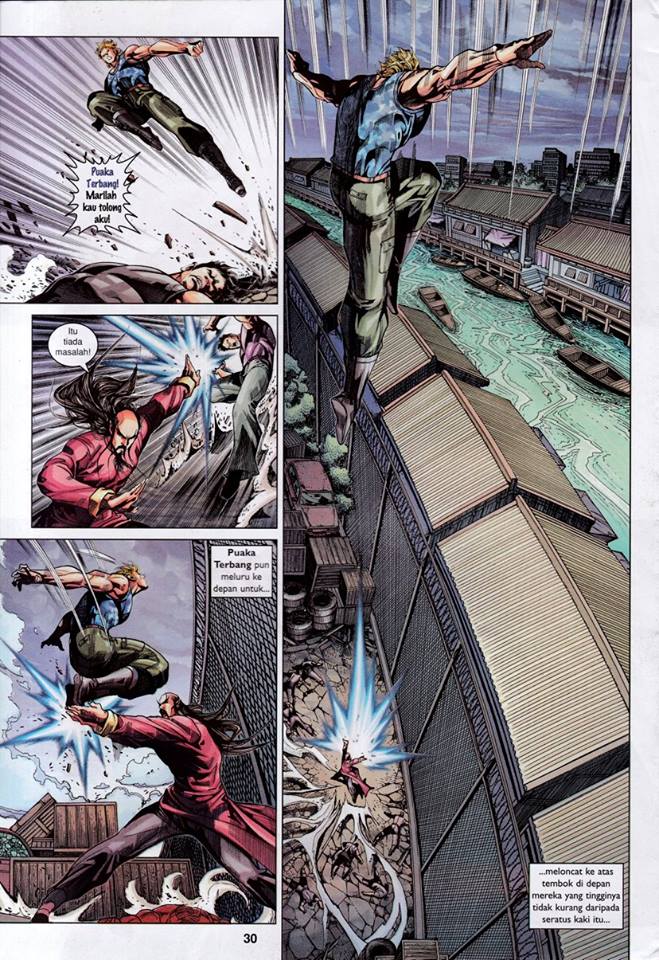 Puaka
Terbang!
Marilah
kau tolong
aku!
Itu
tiada
masalah!
Puaka
Terbang pun
meluru ke
depan untuk...
...meloncat ke atas
tembok di depan
mereka yang tingginya
tidak kurang daripada
seratus kaki itu...
30